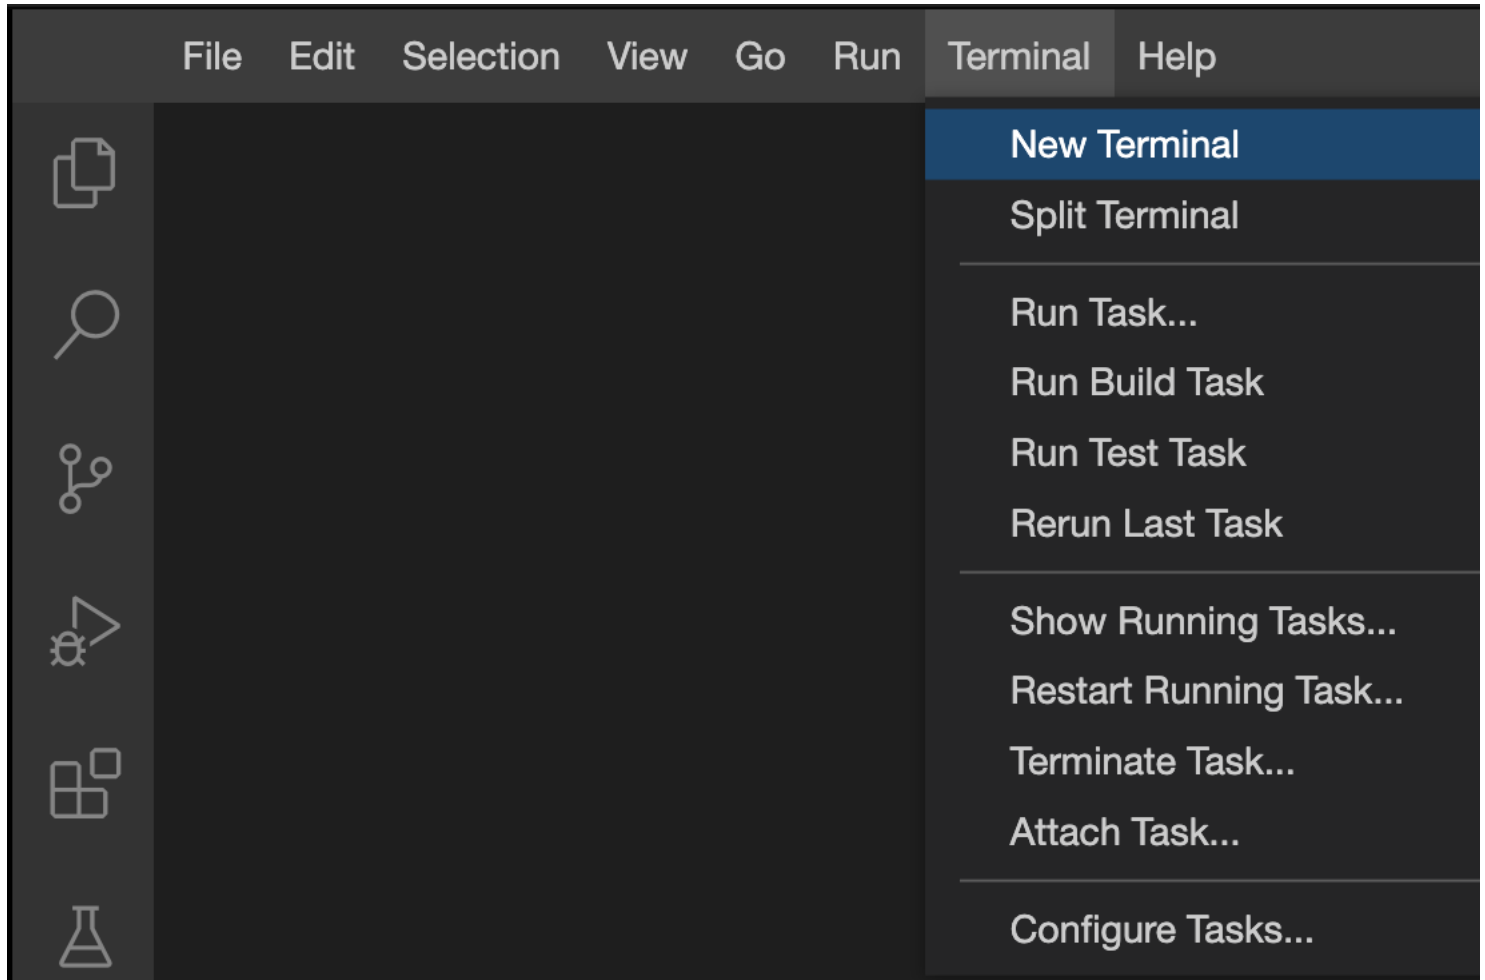 File Edit Selection View Go Run Terminal Help
New Terminal
Split Terminal
Run Task...
Run Build Task
Run Test Task
Rerun Last Task
Show Running Tasks...
Restart Running Task...
Terminate Task...
Attach Task...
Configure Tasks...